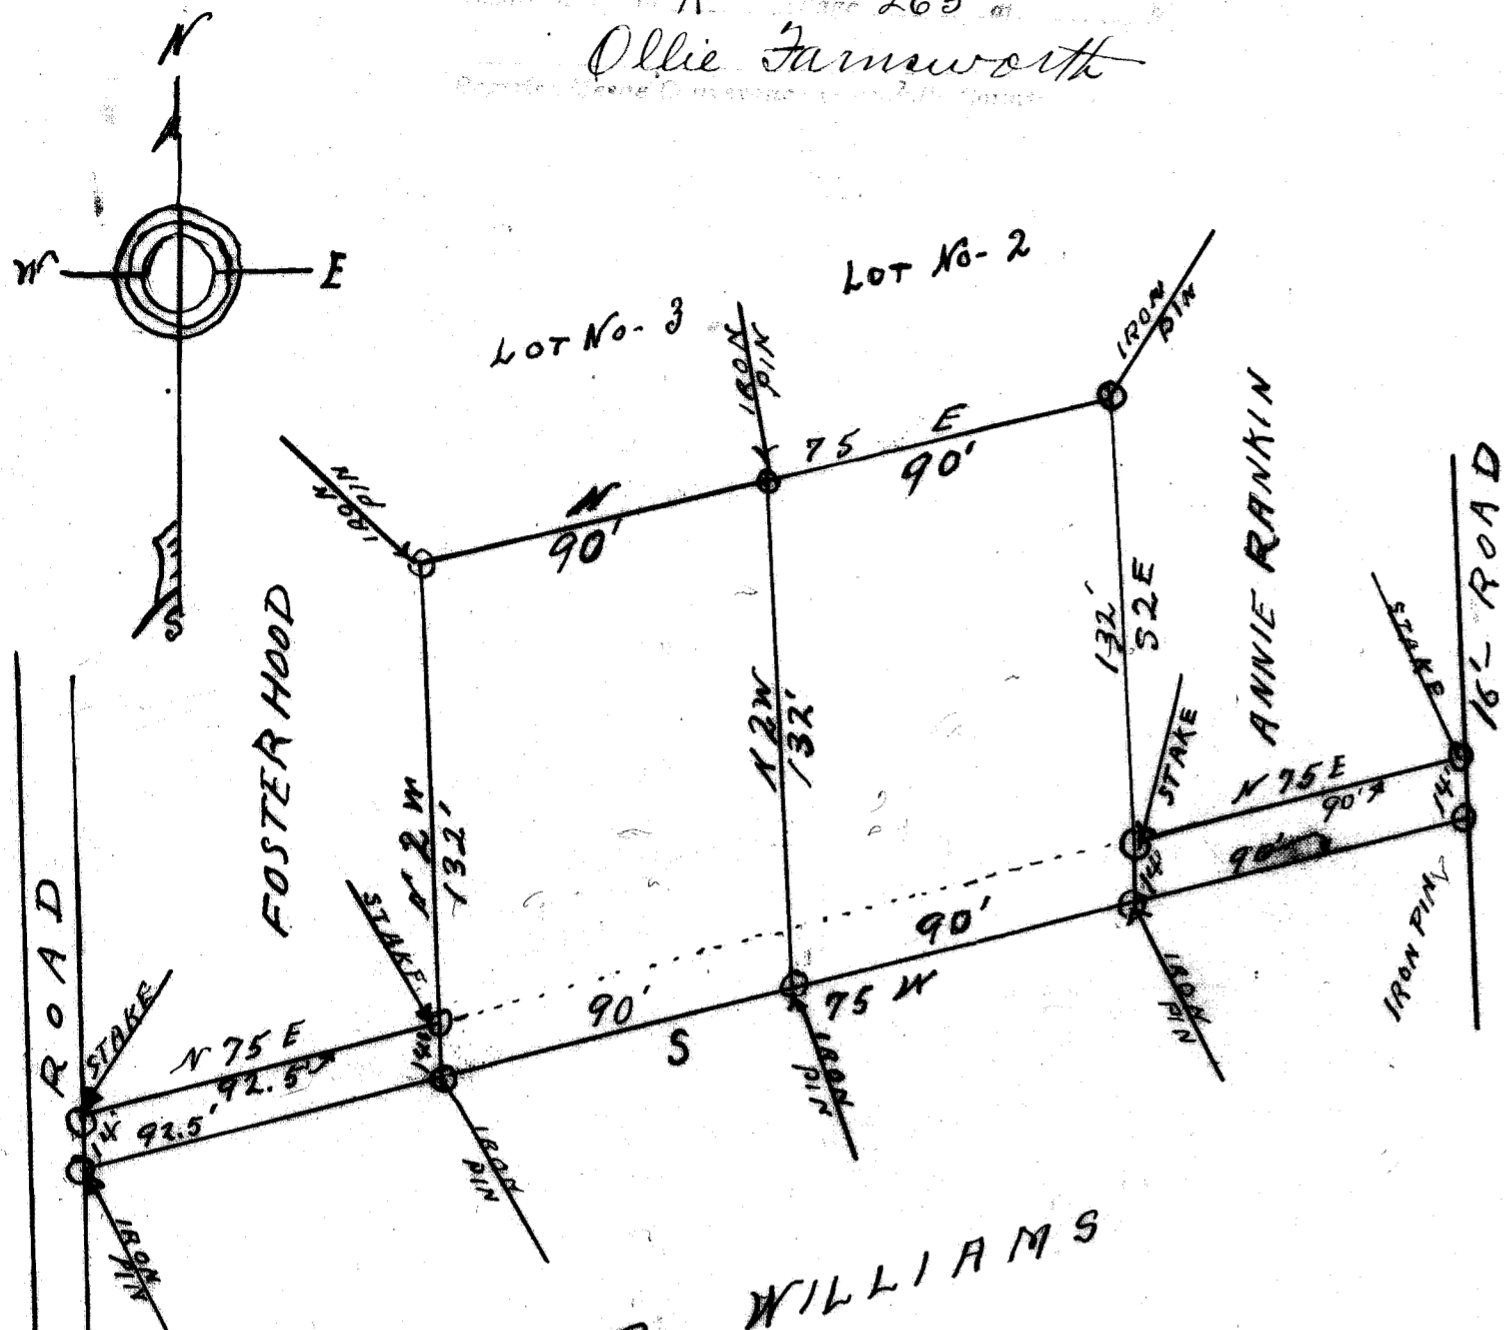 265
Ollie Farnsworth
N
W E
S
LOT No- 3
LOT No- 2
IRON PIN
IRON PIN
IRON PIN
N 75 E
90'
90'
FOSTER HOOD
N 2 W
132'
N 2 W
132'
132'
S 2 E
ANNIE RANKIN
16'- ROAD
STAKE
STAKE
N 75 E
90'
14'
90'
14'
IRON PIN
STAKE
ROAD
STAKE
N 75 E
92.5'
92.5'
14'
14'
90'
90'
S 75 W
IRON PIN
IRON PIN
IRON PIN
IRON PIN
WILLIAMS